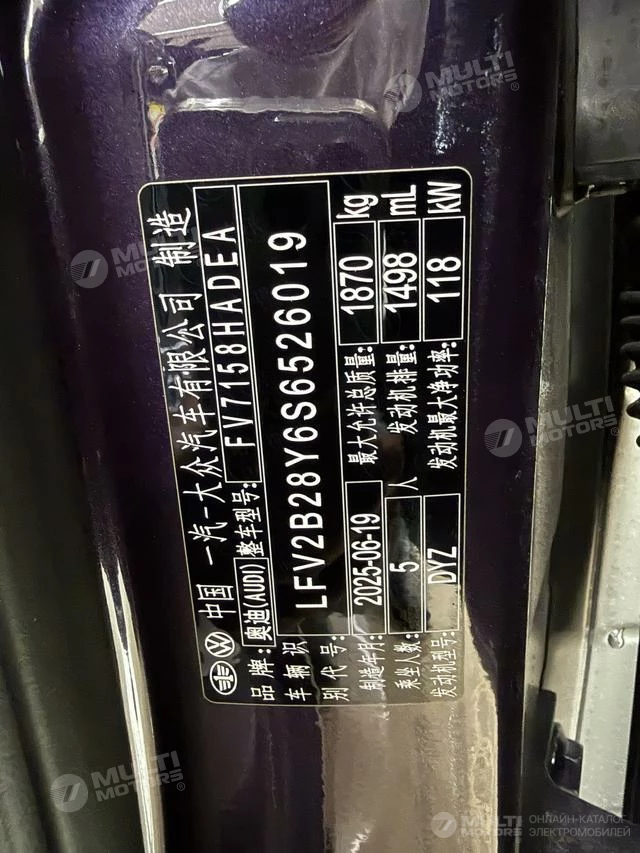 中国 一汽-大众汽车有限公司 制造
品牌: 奥迪(AUDI) 整车型号: FV7158HADEA
车辆识别代号: LFV2B28Y6S6526019
制造年月: 2025-06-19 最大允许总质量: 1870 kg
乘坐人数: 5 人 发动机排量: 1498 mL
发动机型号: DYZ 发动机最大净功率: 118 kW
MULTI MOTORS
MULTI MOTORS
MULTI MOTORS
MULTI MOTORS
MULTI MOTORS
ОНЛАЙН-КАТАЛОГ
ЭЛЕКТРОМОБИЛЕЙ